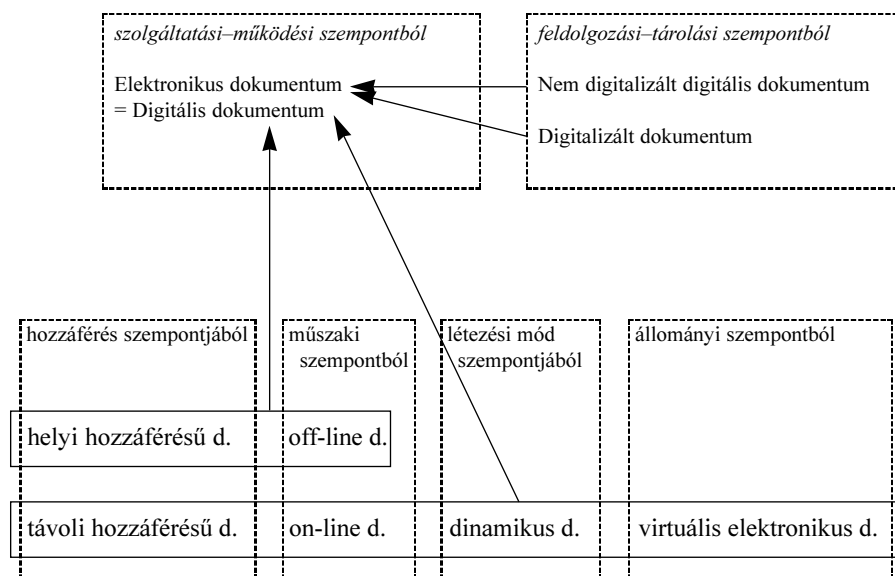 szolgáltatási–működési szempontból
Elektronikus dokumentum
= Digitális dokumentum
feldolgozási–tárolási szempontból
Nem digitalizált digitális dokumentum
Digitalizált dokumentum
hozzáférés szempontjából
műszaki
szempontból
létezési mód
szempontjából
állományi szempontból
helyi hozzáférésű d.
off-line d.
távoli hozzáférésű d.
on-line d.
dinamikus d.
virtuális elektronikus d.